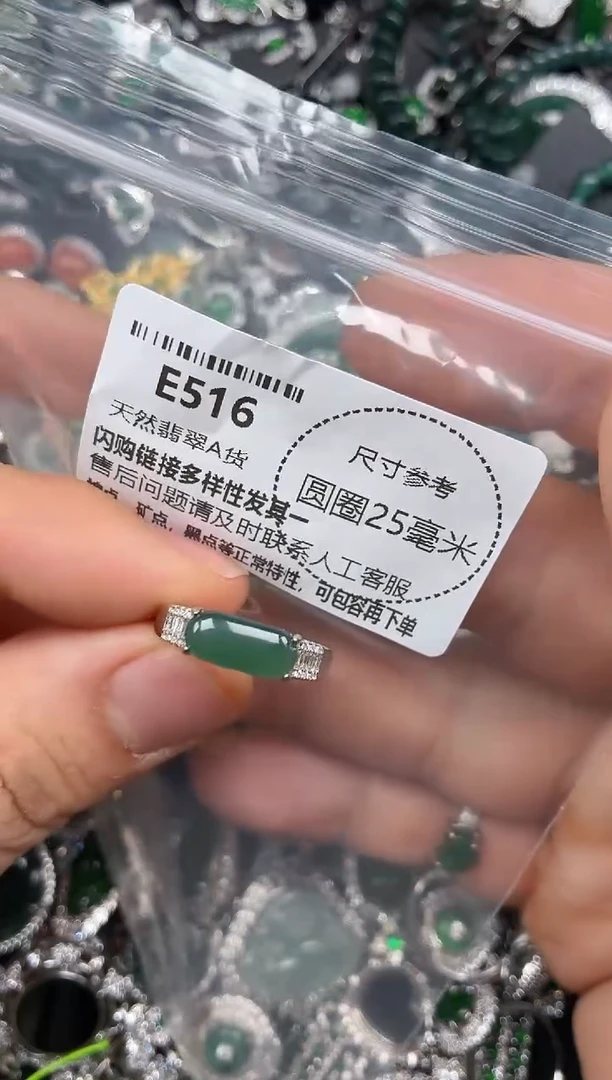 E516
天然翡翠A货
闪购链接多样性发其一
售后问题请及时联系人工客服
矿点，黑点等正常特性，可包容再下单
尺寸参考
圆圈25毫米